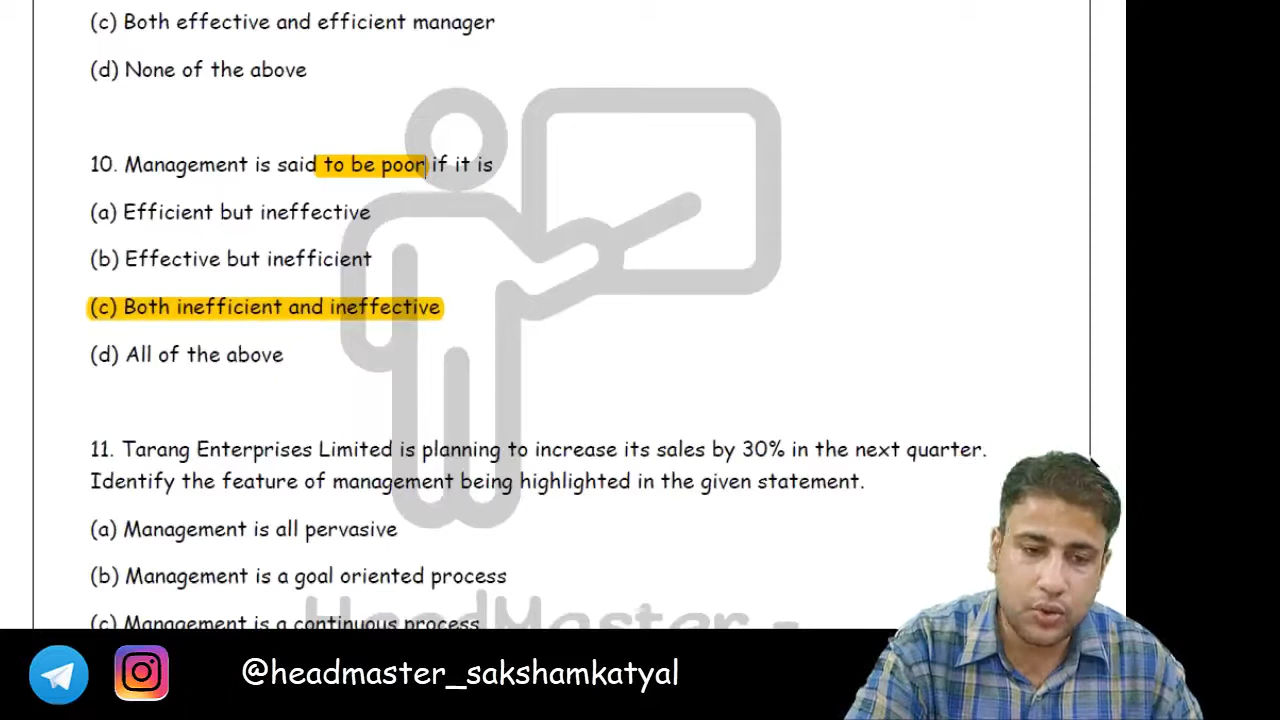 (c) Both effective and efficient manager
(d) None of the above
10. Management is said to be poor if it is
(a) Efficient but ineffective
(b) Effective but inefficient
(c) Both inefficient and ineffective
(d) All of the above
11. Tarang Enterprises Limited is planning to increase its sales by 30% in the next quarter.
Identify the feature of management being highlighted in the given statement.
(a) Management is all pervasive
(b) Management is a goal oriented process
(c) Management is a continuous process
HeadMaster -
@headmaster_sakshamkatyal